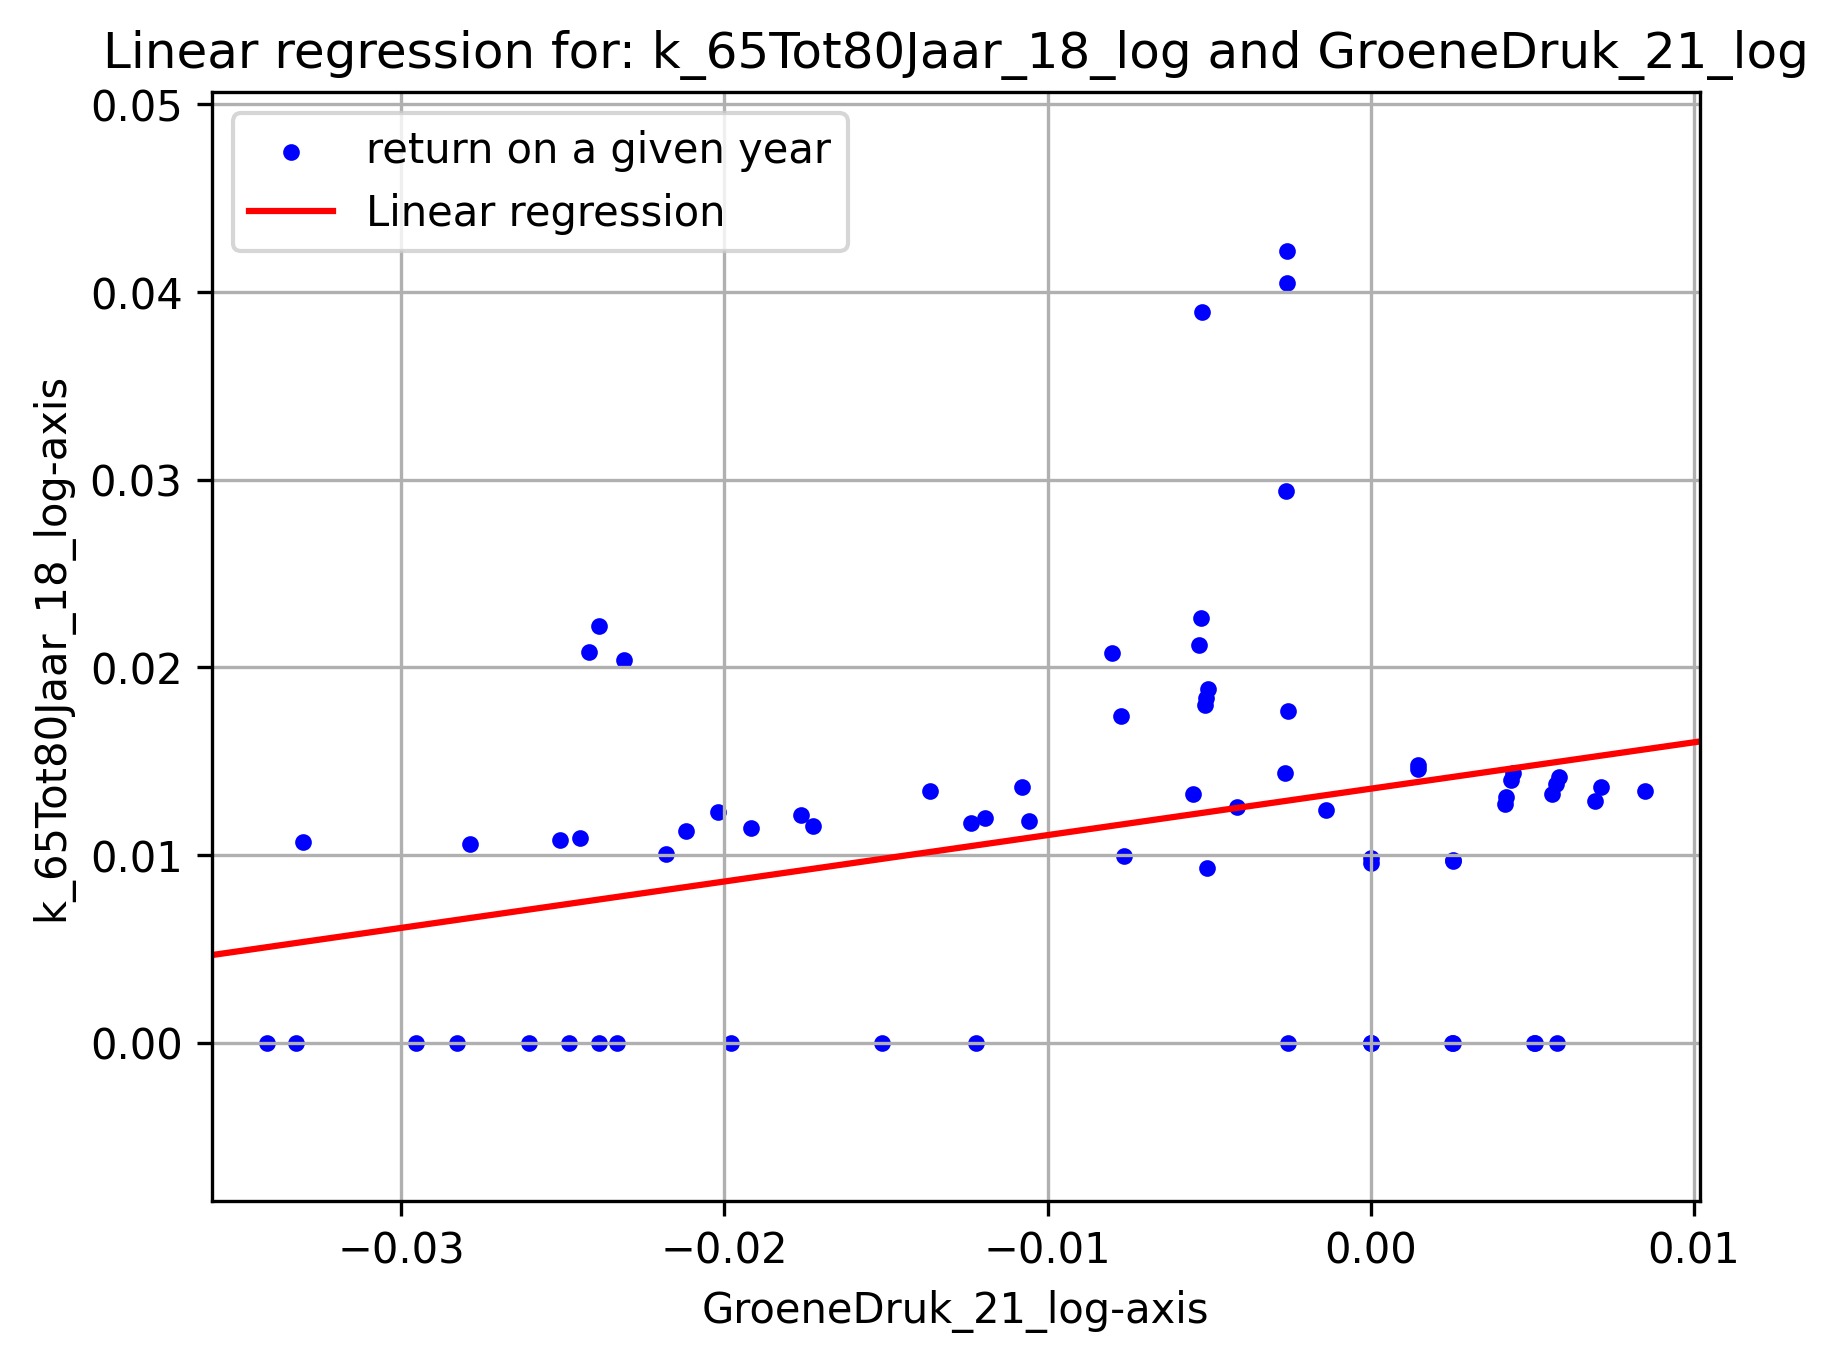 Linear regression for: k_65Tot80Jaar_18_log and GroeneDruk_21_log
return on a given year
Linear regression
0.05
0.04
0.03
0.02
0.01
0.00
k_65Tot80Jaar_18_log-axis
−0.03 −0.02 −0.01 0.00 0.01
GroeneDruk_21_log-axis